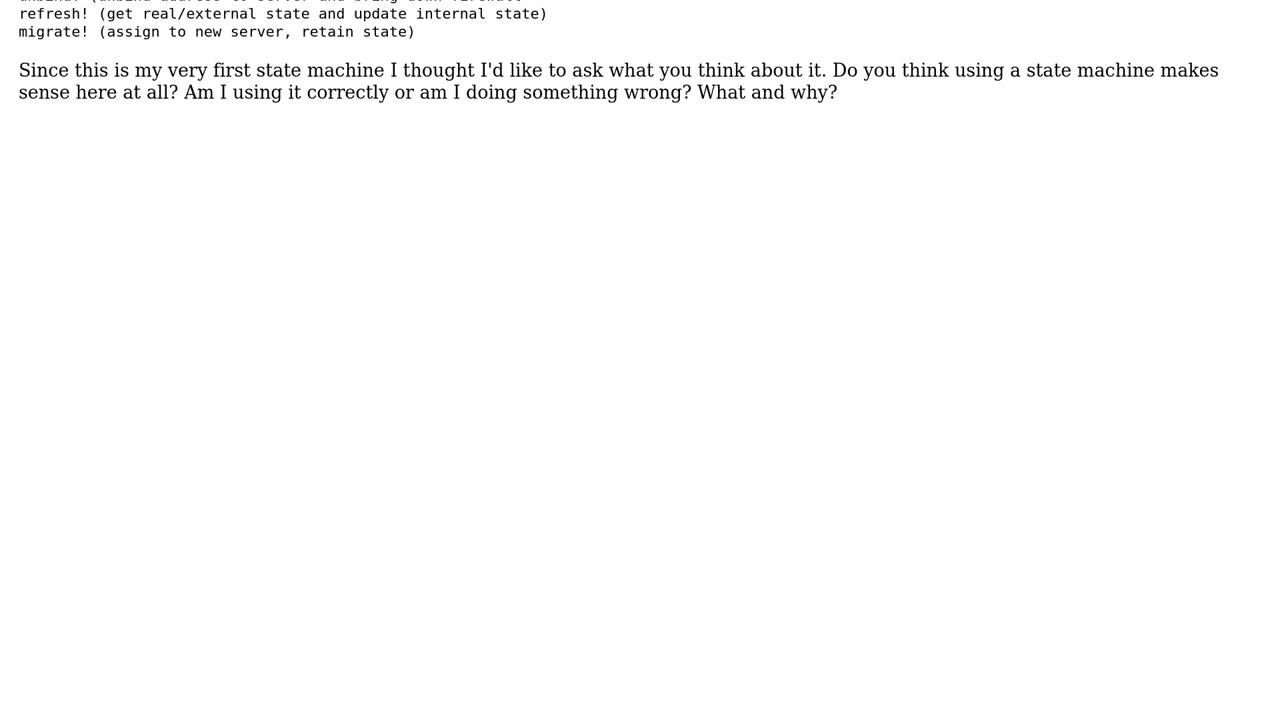 refresh! (get real/external state and update internal state)
migrate! (assign to new server, retain state)
Since this is my very first state machine I thought I'd like to ask what you think about it. Do you think using a state machine makes
sense here at all? Am I using it correctly or am I doing something wrong? What and why?